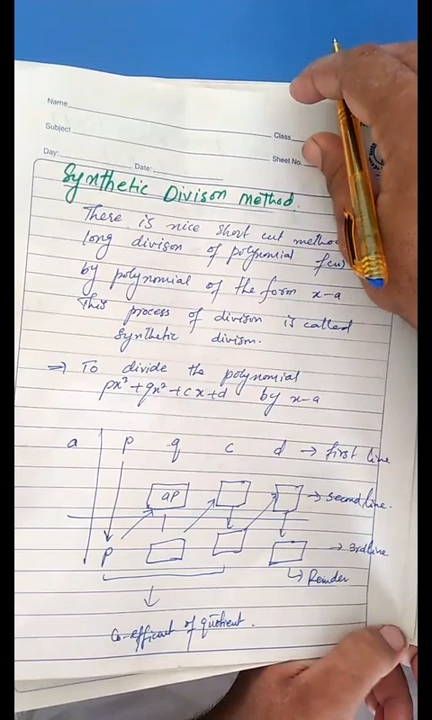 Name
Class
Subject
Sheet No.
Day: Date:
Synthetic Divison method.
There is nice short cut metho
long divison of polynomial f(x)
by polynomial of the form x-a
This process of divison is called
Synthetic divism.
⇒ To divide the polynomial
px³+qx²+cx+d by x-a
a p q c d → first line
ap → second line.
p → 3rd line
↳ Remder
Co-efficent of quotient.